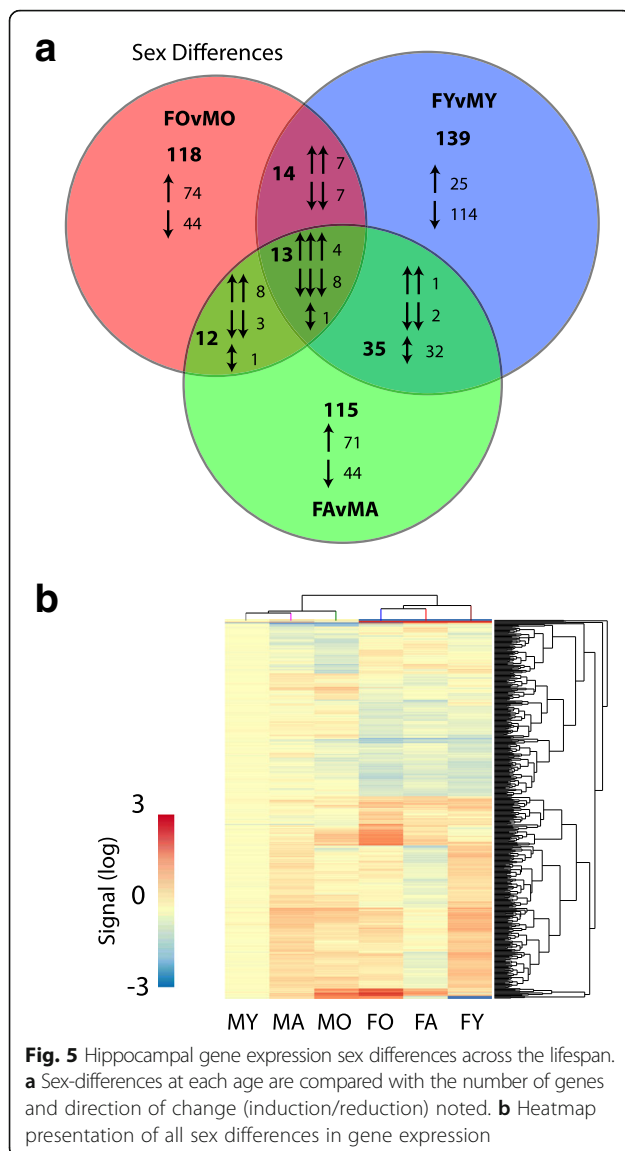 a
Sex Differences
FOvMO
118
↑ 74
↓ 44
FYvMY
139
↑ 25
↓ 114
14
↑↑ 7
↓↓ 7
13
↑↑↑ 4
↓↓↓ 8
↕ 1
12
↑↑ 8
↓↓ 3
↕ 1
35
↑↑ 1
↓↓ 2
↕ 32
115
↑ 71
↓ 44
FAvMA
b
3
0
-3
Signal (log)
MY MA MO FO FA FY
Fig. 5 Hippocampal gene expression sex differences across the lifespan.
a Sex-differences at each age are compared with the number of genes
and direction of change (induction/reduction) noted. b Heatmap
presentation of all sex differences in gene expression